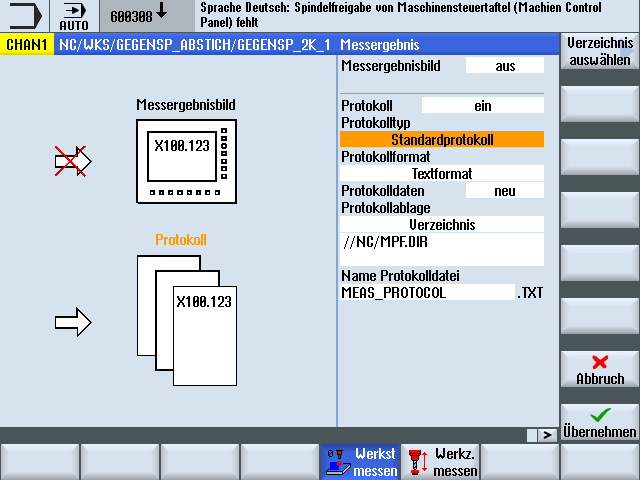 AUTO
600308
Sprache Deutsch: Spindelfreigabe von Maschinensteuertaftel (Machien Control
Panel) fehlt
CHAN1 NC/WKS/GEGENSP_ABSTICH/GEGENSP_2K_1 Messergebnis
Verzeichnis
auswählen
Messergebnisbild aus
Messergebnisbild
X100.123
Protokoll ein
Protokolltyp
Standardprotokoll
Protokollformat
Textformat
Protokolldaten neu
Protokollablage
Verzeichnis
//NC/MPF.DIR
Name Protokolldatei
MEAS_PROTOCOL .TXT
Protokoll
X100.123
Abbruch
Übernehmen
>
Werkst
messen
Werkz.
messen